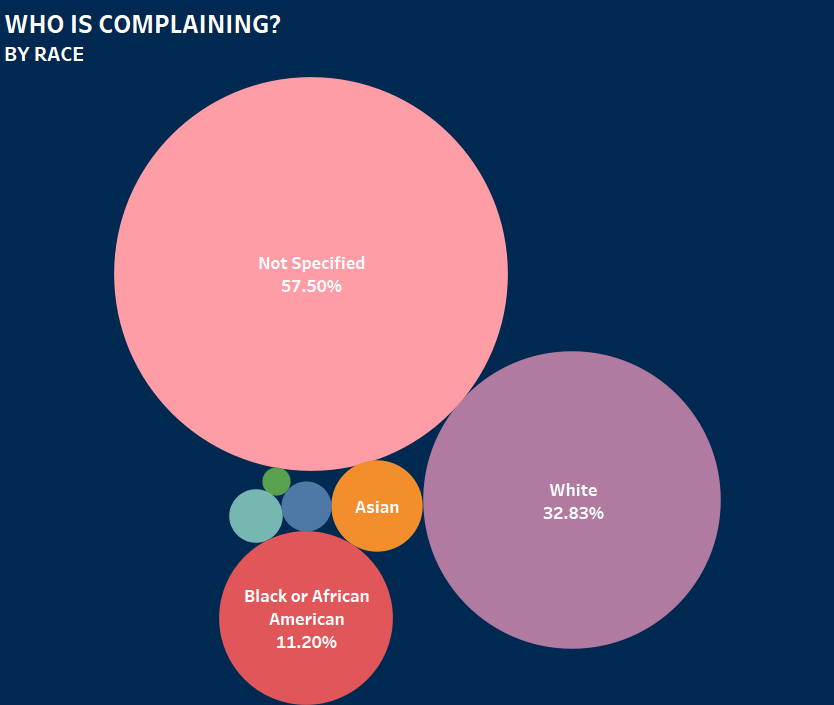 WHO IS COMPLAINING?
BY RACE
Not Specified
57.50%
Asian
White
32.83%
Black or African
American
11.20%